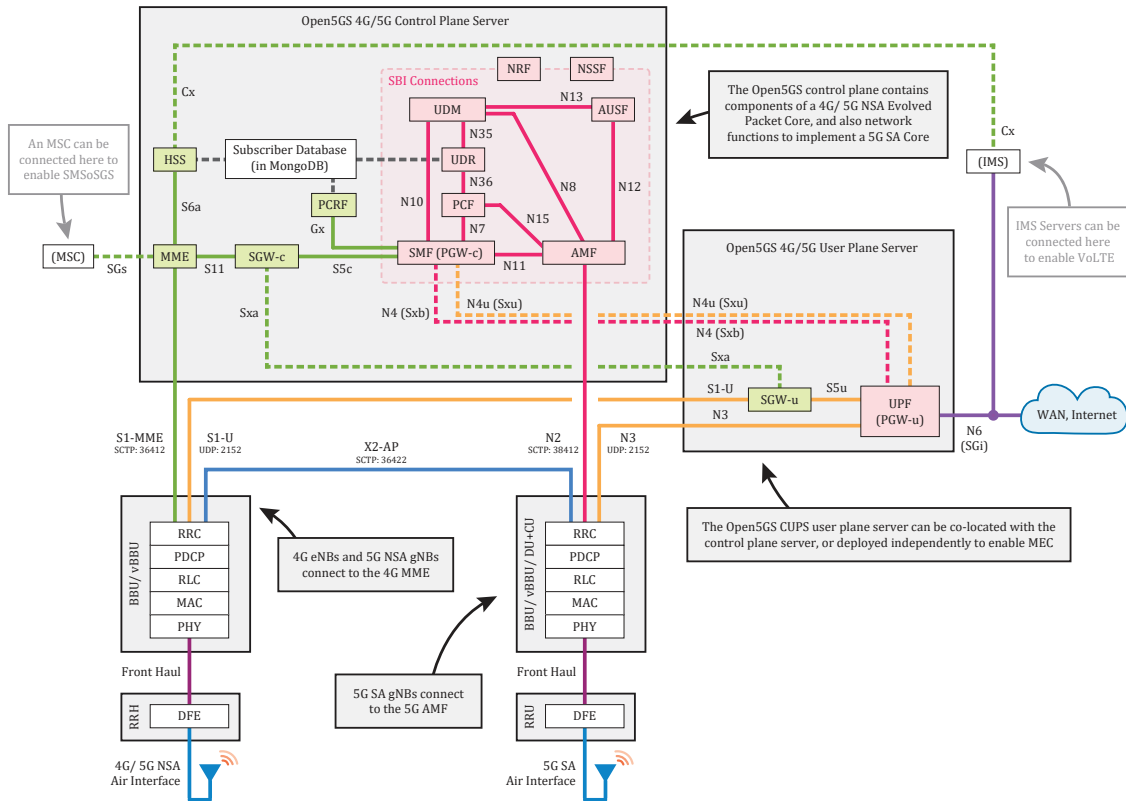 Open5GS 4G/5G Control Plane Server
NRF
NSSF
SBI Connections
Cx
N13
UDM
AUSF
The Open5GS control plane contains
components of a 4G/ 5G NSA Evolved
Packet Core, and also network
functions to implement a 5G SA Core
Cx
An MSC can be
connected here to
enable SMSoSGS
N35
HSS
Subscriber Database
(in MongoDB)
UDR
(IMS)
N36
N8
N12
S6a
PCRF
N10
PCF
N15
Gx
N7
IMS Servers can be
connected here
to enable VoLTE
Open5GS 4G/5G User Plane Server
(MSC)
SGs
MME
S11
SGW-c
S5c
SMF (PGW-c)
N11
AMF
Sxa
N4 (Sxb)
N4u (Sxu)
N4u (Sxu)
N4 (Sxb)
Sxa
S1-U
SGW-u
S5u
UPF
(PGW-u)
N3
WAN, Internet
N6
(SGi)
S1-MME
SCTP: 36412
S1-U
UDP: 2152
X2-AP
SCTP: 36422
N2
SCTP: 38412
N3
UDP: 2152
BBU/ vBBU
RRC
PDCP
RLC
MAC
PHY
4G eNBs and 5G NSA gNBs
connect to the 4G MME
BBU/ vBBU/ DU+CU
RRC
PDCP
RLC
MAC
PHY
The Open5GS CUPS user plane server can be co-located with the
control plane server, or deployed independently to enable MEC
Front Haul
5G SA gNBs connect
to the 5G AMF
Front Haul
RRH
DFE
RRU
DFE
4G/ 5G NSA
Air Interface
5G SA
Air Interface